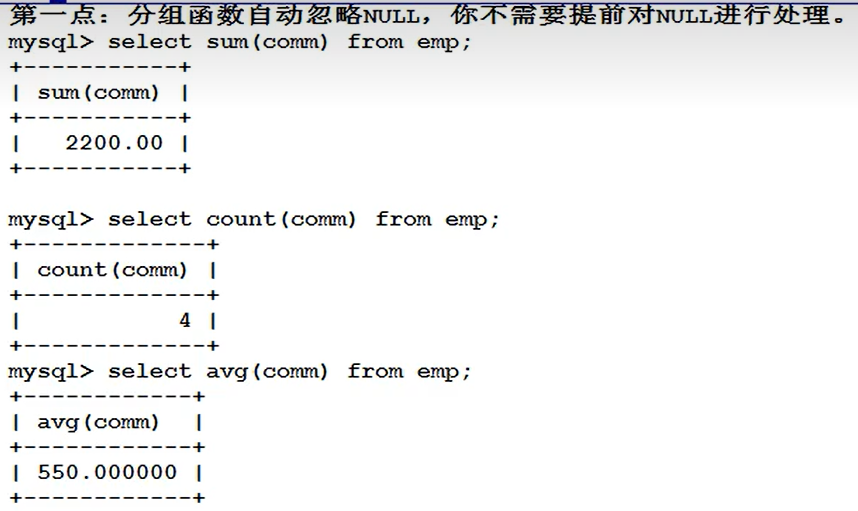 第一点：分组函数自动忽略NULL，你不需要提前对NULL进行处理。
mysql> select sum(comm) from emp;
+-----------+
| sum(comm) |
+-----------+
|   2200.00 |
+-----------+
mysql> select count(comm) from emp;
+-------------+
| count(comm) |
+-------------+
|           4 |
+-------------+
mysql> select avg(comm) from emp;
+------------+
| avg(comm)  |
+------------+
| 550.000000 |
+------------+